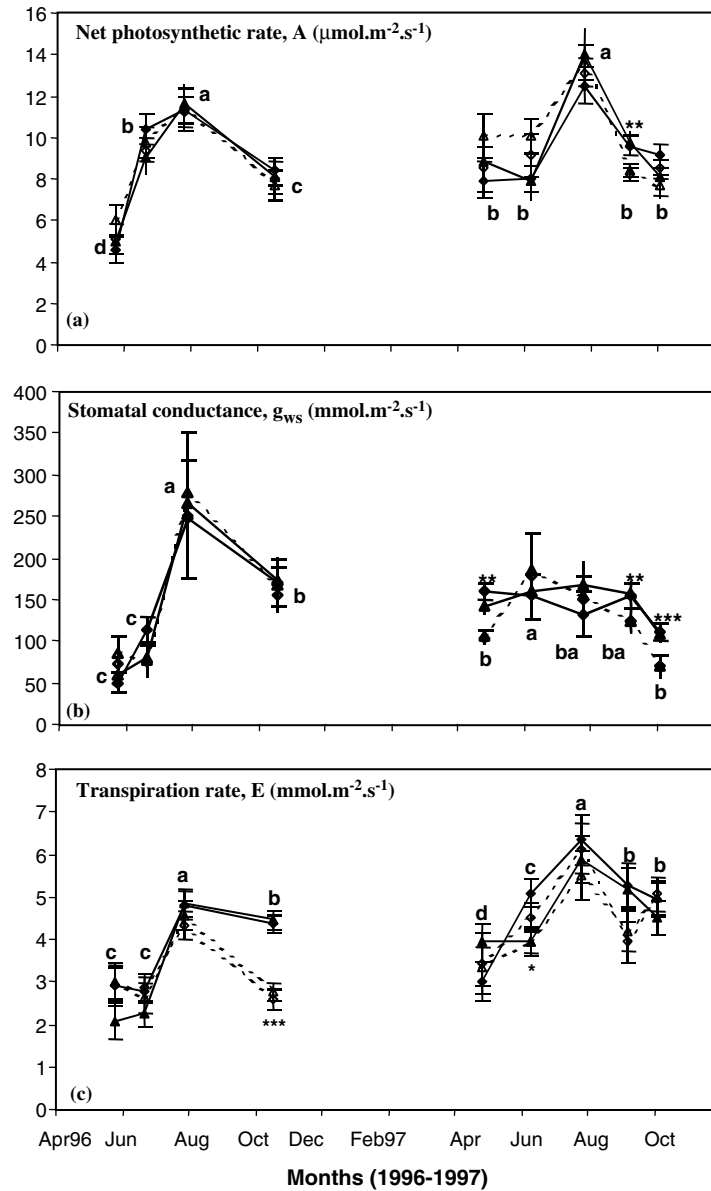 16
Net photosynthetic rate, A (μmol.m-2.s-1)
14
a
a
12
b
**
10
8
c
b b b b
6
d
4
2
(a)
0
400
Stomatal conductance, gws (mmol.m-2.s-1)
350
300
a
250
200
** **
150
c b
***
100
a ba ba
b b
c
50
(b)
0
8
Transpiration rate, E (mmol.m-2.s-1)
7
a
6
a c b b
5
b d
4
c c
3
*
2
***
1
(c)
0
Apr96 Jun Aug Oct Dec Feb97 Apr Jun Aug Oct
Months (1996-1997)